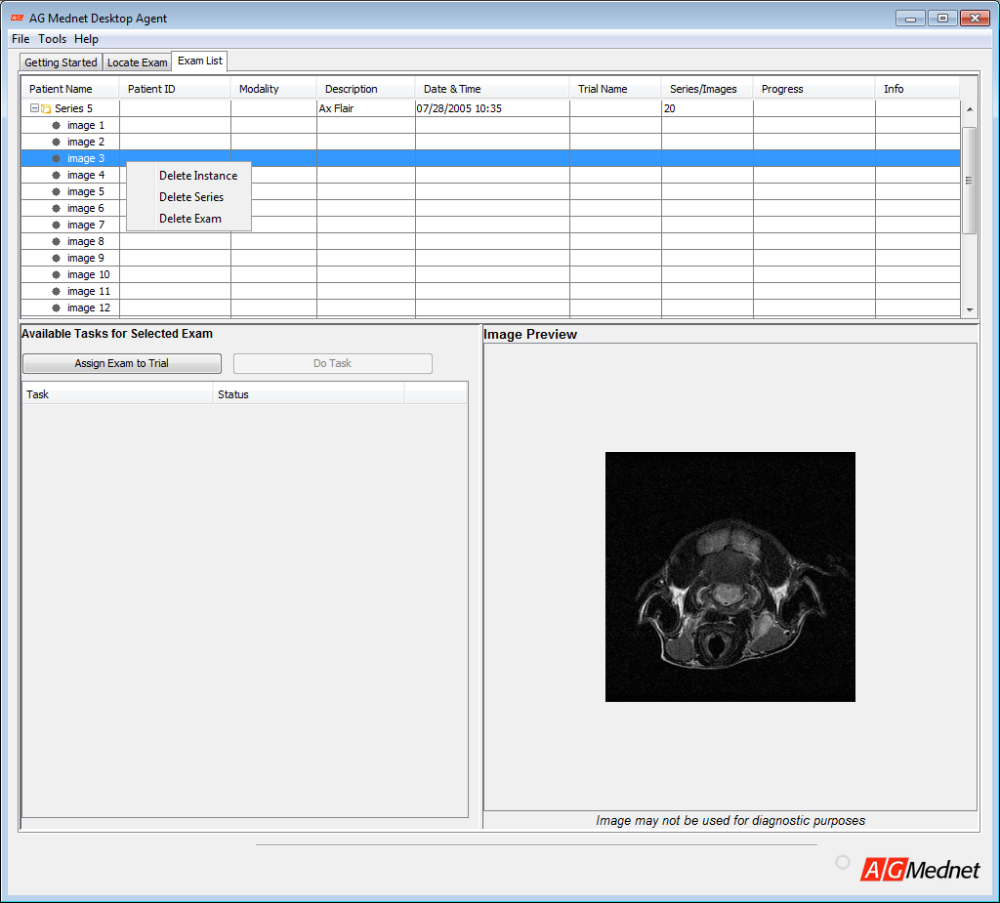 AG Mednet Desktop Agent
File Tools Help
Getting Started Locate Exam Exam List
Patient Name Patient ID Modality Description Date & Time Trial Name Series/Images Progress Info
Series 5 Ax Flair 07/28/2005 10:35 20
image 1
image 2
image 3
image 4
image 5
image 6
image 7
image 8
image 9
image 10
image 11
image 12
Delete Instance
Delete Series
Delete Exam
Available Tasks for Selected Exam
Assign Exam to Trial Do Task
Task Status
Image Preview
Image may not be used for diagnostic purposes
AG Mednet